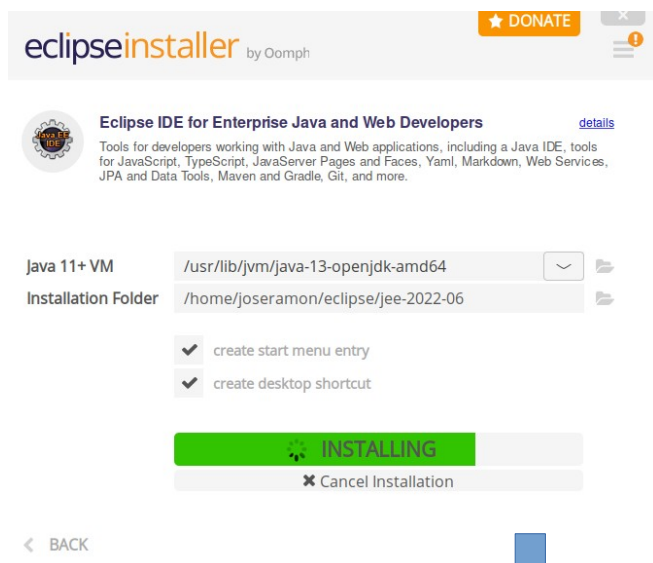 ★ DONATE
eclipseinstaller by Oomph
Java EE
IDE
Eclipse IDE for Enterprise Java and Web Developers
details
Tools for developers working with Java and Web applications, including a Java IDE, tools
for JavaScript, TypeScript, JavaServer Pages and Faces, Yaml, Markdown, Web Services,
JPA and Data Tools, Maven and Gradle, Git, and more.
Java 11+ VM
/usr/lib/jvm/java-13-openjdk-amd64
Installation Folder
/home/joseramon/eclipse/jee-2022-06
create start menu entry
create desktop shortcut
INSTALLING
✖ Cancel Installation
BACK